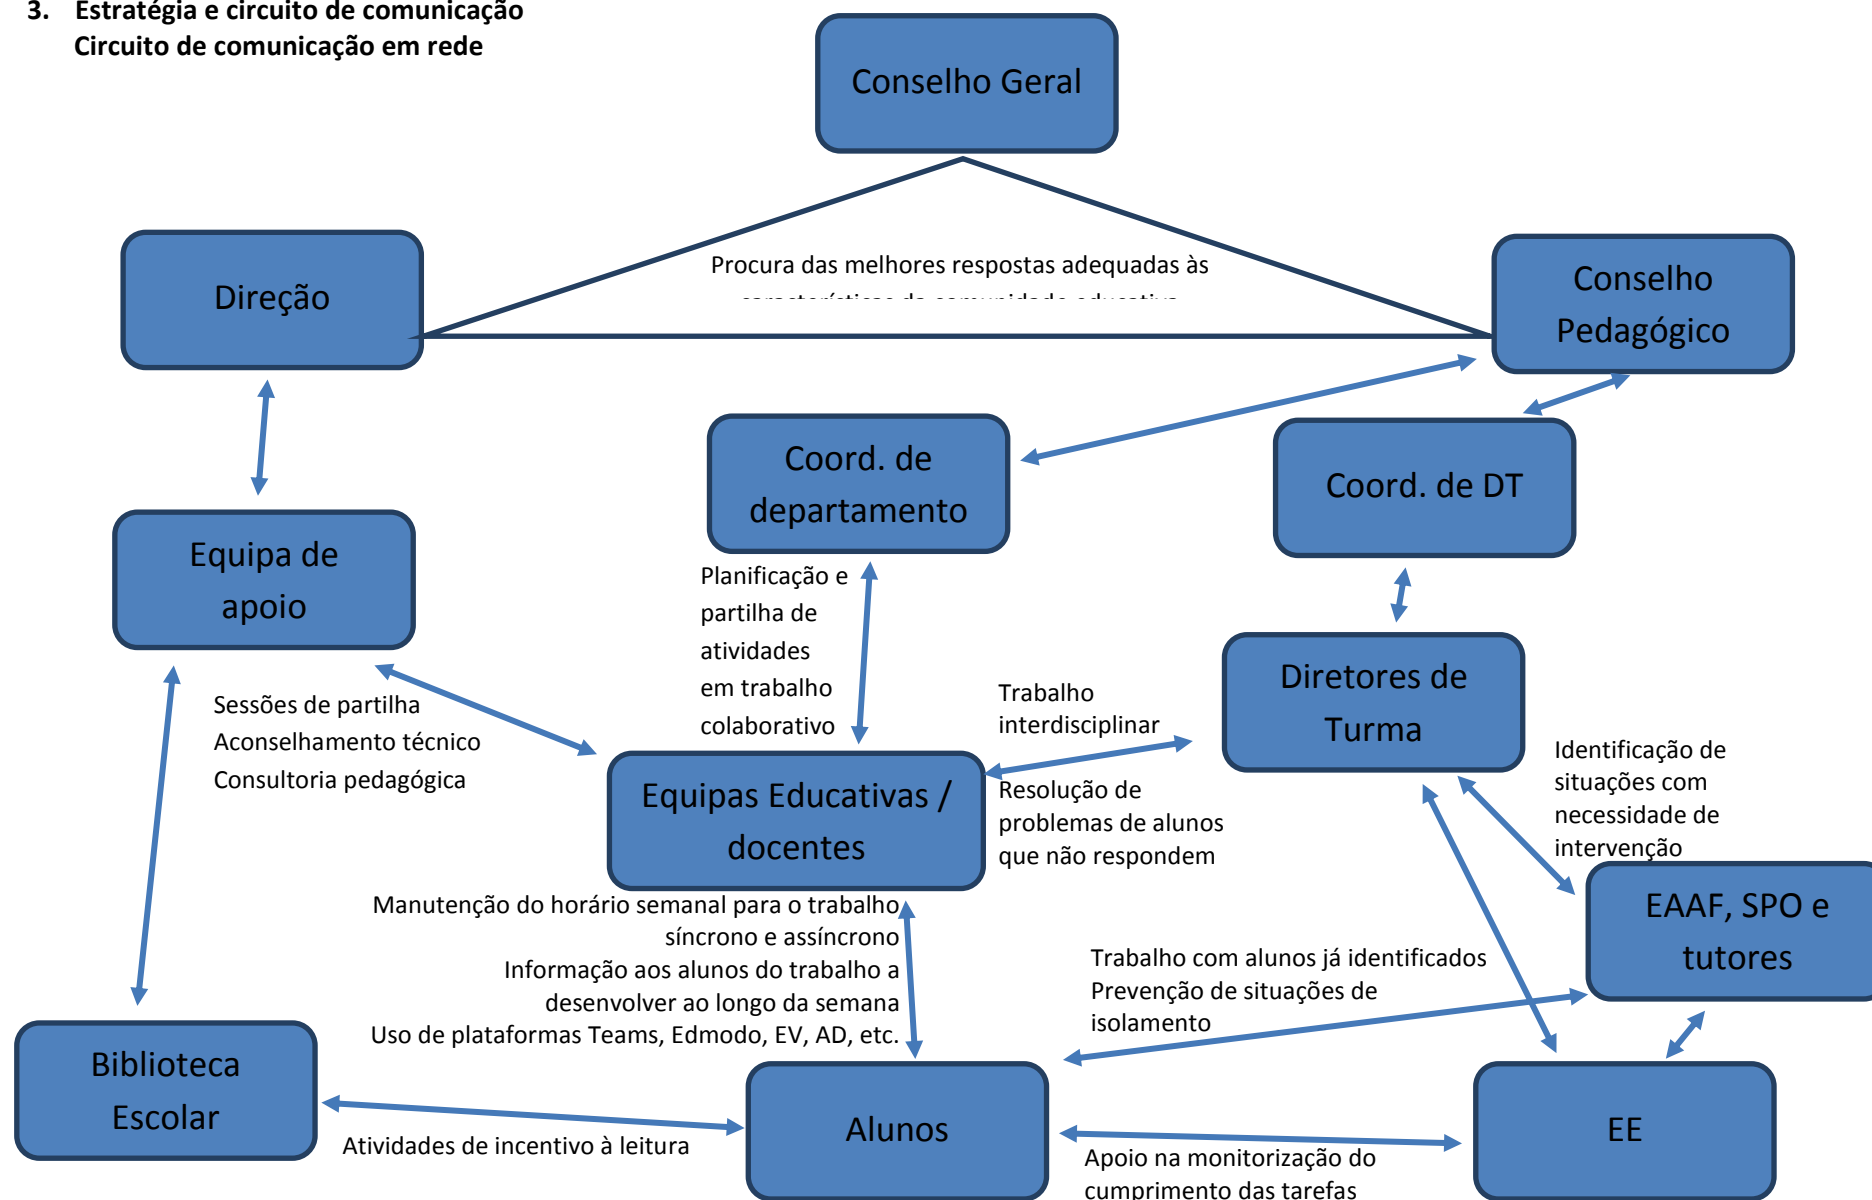 3. Estratégia e circuito de comunicação
Circuito de comunicação em rede
Conselho Geral
Procura das melhores respostas adequadas às
características da comunidade educativa
Direção
Conselho
Pedagógico
Coord. de
departamento
Coord. de DT
Equipa de
apoio
Planificação e
partilha de
atividades
em trabalho
colaborativo
Diretores de
Turma
Sessões de partilha
Aconselhamento técnico
Consultoria pedagógica
Trabalho
interdisciplinar
Equipas Educativas /
docentes
Resolução de
problemas de alunos
que não respondem
Identificação de
situações com
necessidade de
intervenção
EAAF, SPO e
tutores
Manutenção do horário semanal para o trabalho
síncrono e assíncrono
Informação aos alunos do trabalho a
desenvolver ao longo da semana
Uso de plataformas Teams, Edmodo, EV, AD, etc.
Trabalho com alunos já identificados
Prevenção de situações de
isolamento
Biblioteca
Escolar
Atividades de incentivo à leitura
Alunos
Apoio na monitorização do
cumprimento das tarefas
EE